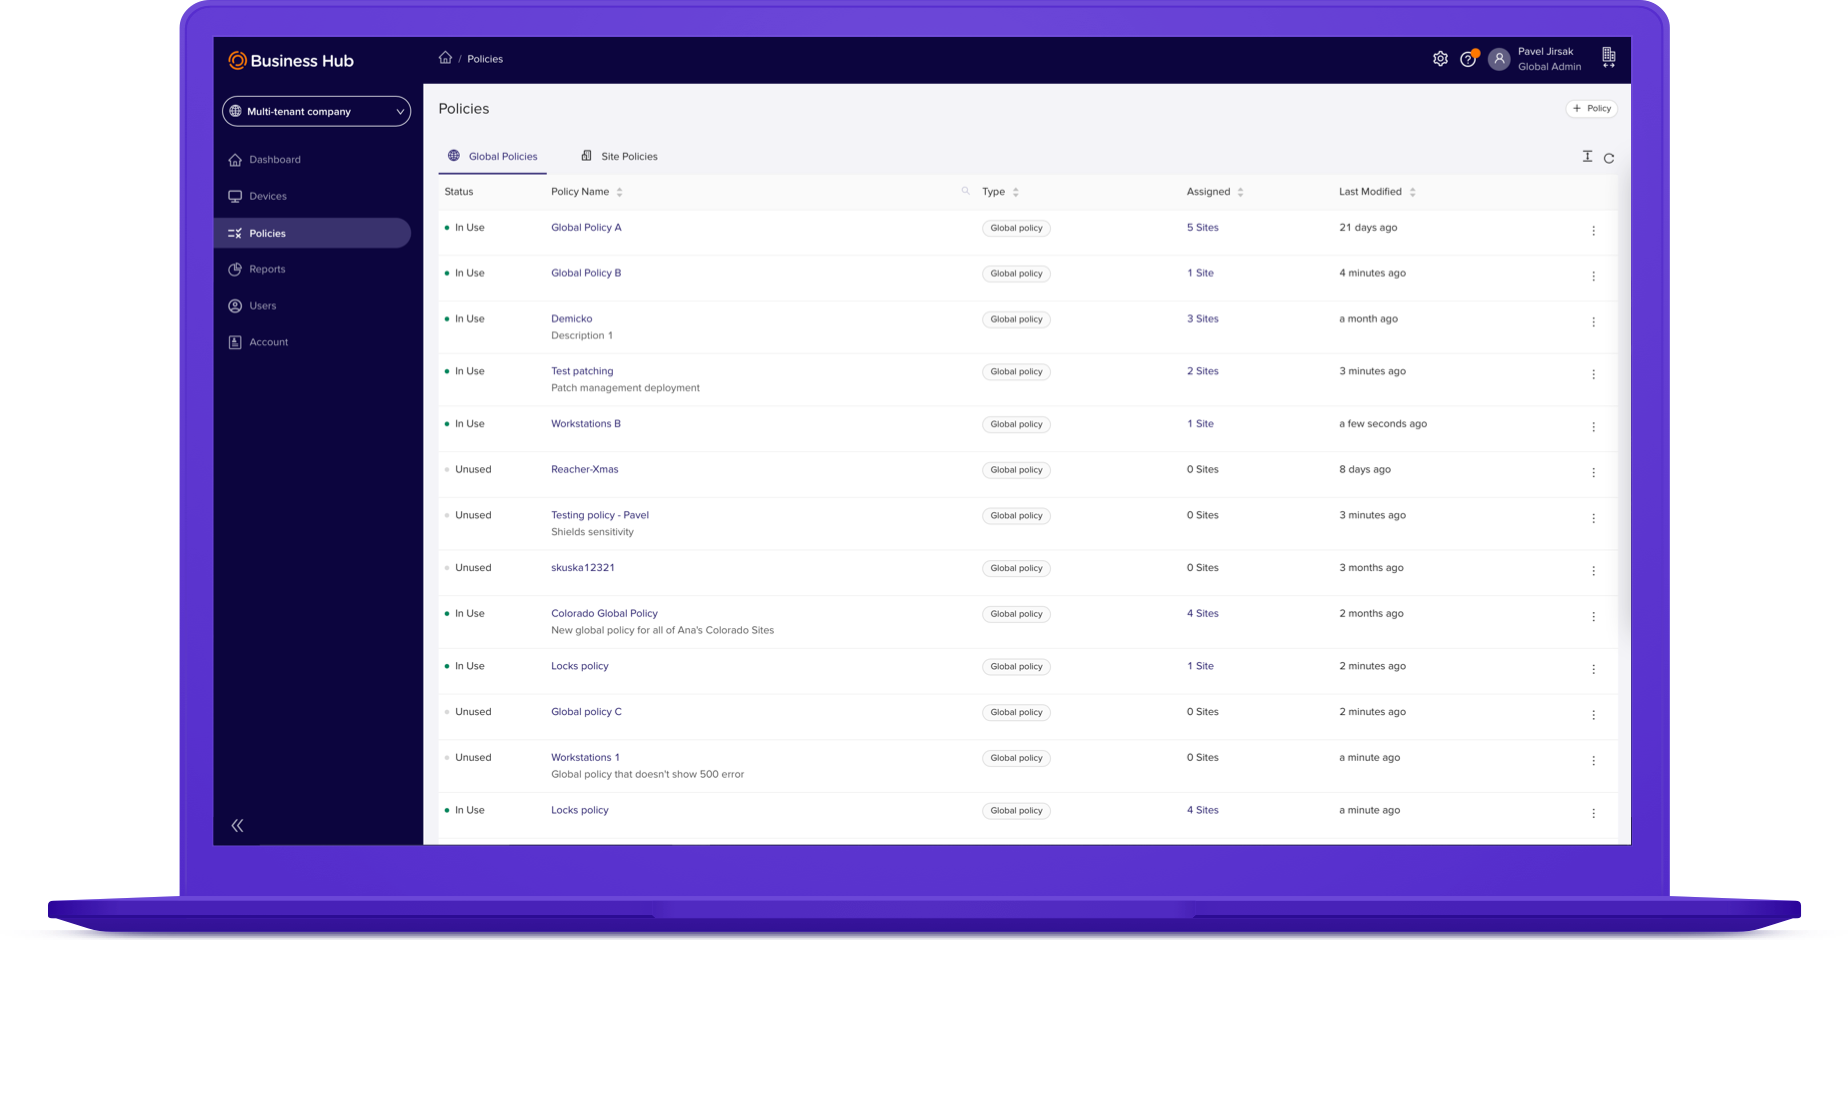 Business Hub
/ Policies
Pavel Jirsak
Global Admin
Multi-tenant company
Dashboard
Devices
Policies
Reports
Users
Account
Policies
+ Policy
Global Policies
Site Policies
Status Policy Name Type Assigned Last Modified
In Use Global Policy A Global policy 5 Sites 21 days ago
In Use Global Policy B Global policy 1 Site 4 minutes ago
In Use Demicko Global policy 3 Sites a month ago
Description 1
In Use Test patching Global policy 2 Sites 3 minutes ago
Patch management deployment
In Use Workstations B Global policy 1 Site a few seconds ago
Unused Reacher-Xmas Global policy 0 Sites 8 days ago
Unused Testing policy - Pavel Global policy 0 Sites 3 minutes ago
Shields sensitivity
Unused skuska12321 Global policy 0 Sites 3 months ago
In Use Colorado Global Policy Global policy 4 Sites 2 months ago
New global policy for all of Ana's Colorado Sites
In Use Locks policy Global policy 1 Site 2 minutes ago
Unused Global policy C Global policy 0 Sites 2 minutes ago
Unused Workstations 1 Global policy 0 Sites a minute ago
Global policy that doesn't show 500 error
In Use Locks policy Global policy 4 Sites a minute ago